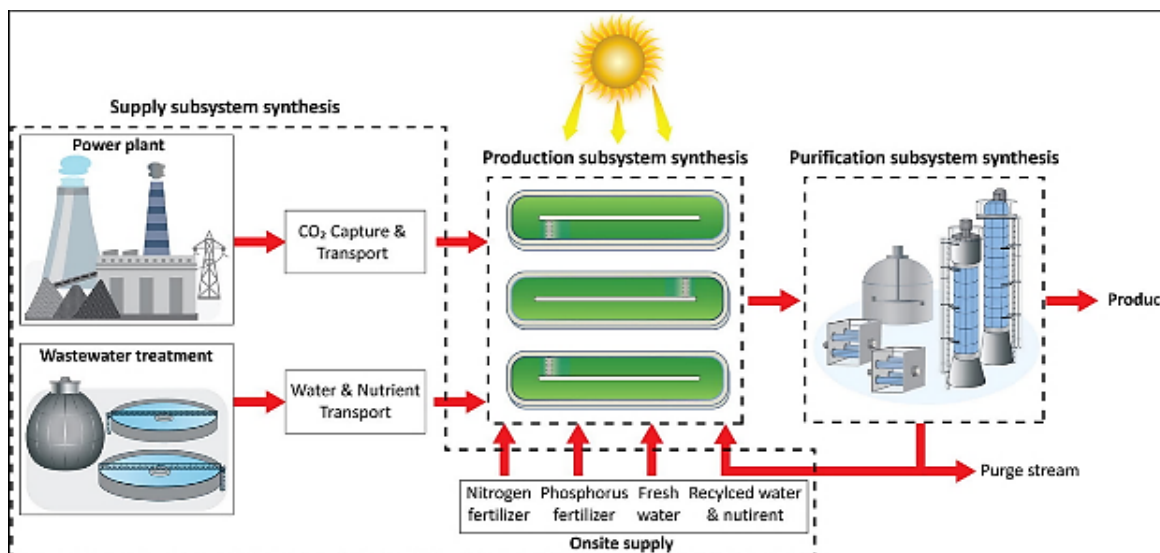 Supply subsystem synthesis
Power plant
CO₂ Capture &
Transport
Wastewater treatment
Water & Nutrient
Transport
Production subsystem synthesis
Purification subsystem synthesis
Produc
Purge stream
Nitrogen
fertilizer
Phosphorus
fertilizer
Fresh
water
Recylced water
& nutirent
Onsite supply